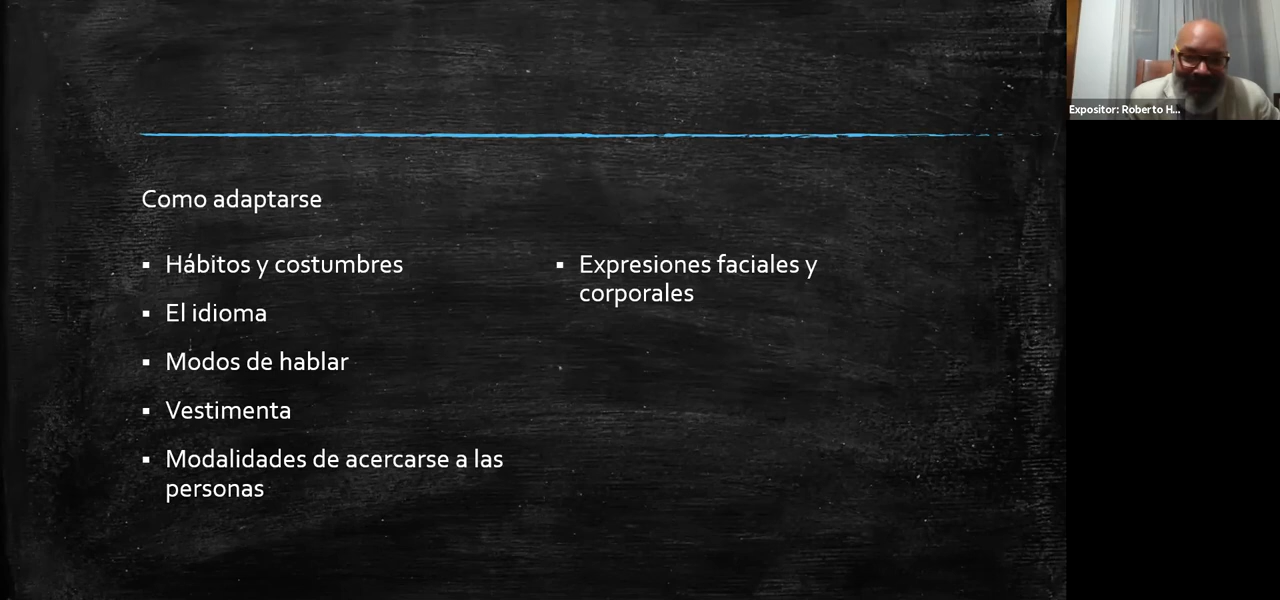 Como adaptarse
Hábitos y costumbres
El idioma
Modos de hablar
Vestimenta
Modalidades de acercarse a las
personas
Expresiones faciales y
corporales
Expositor: Roberto H...